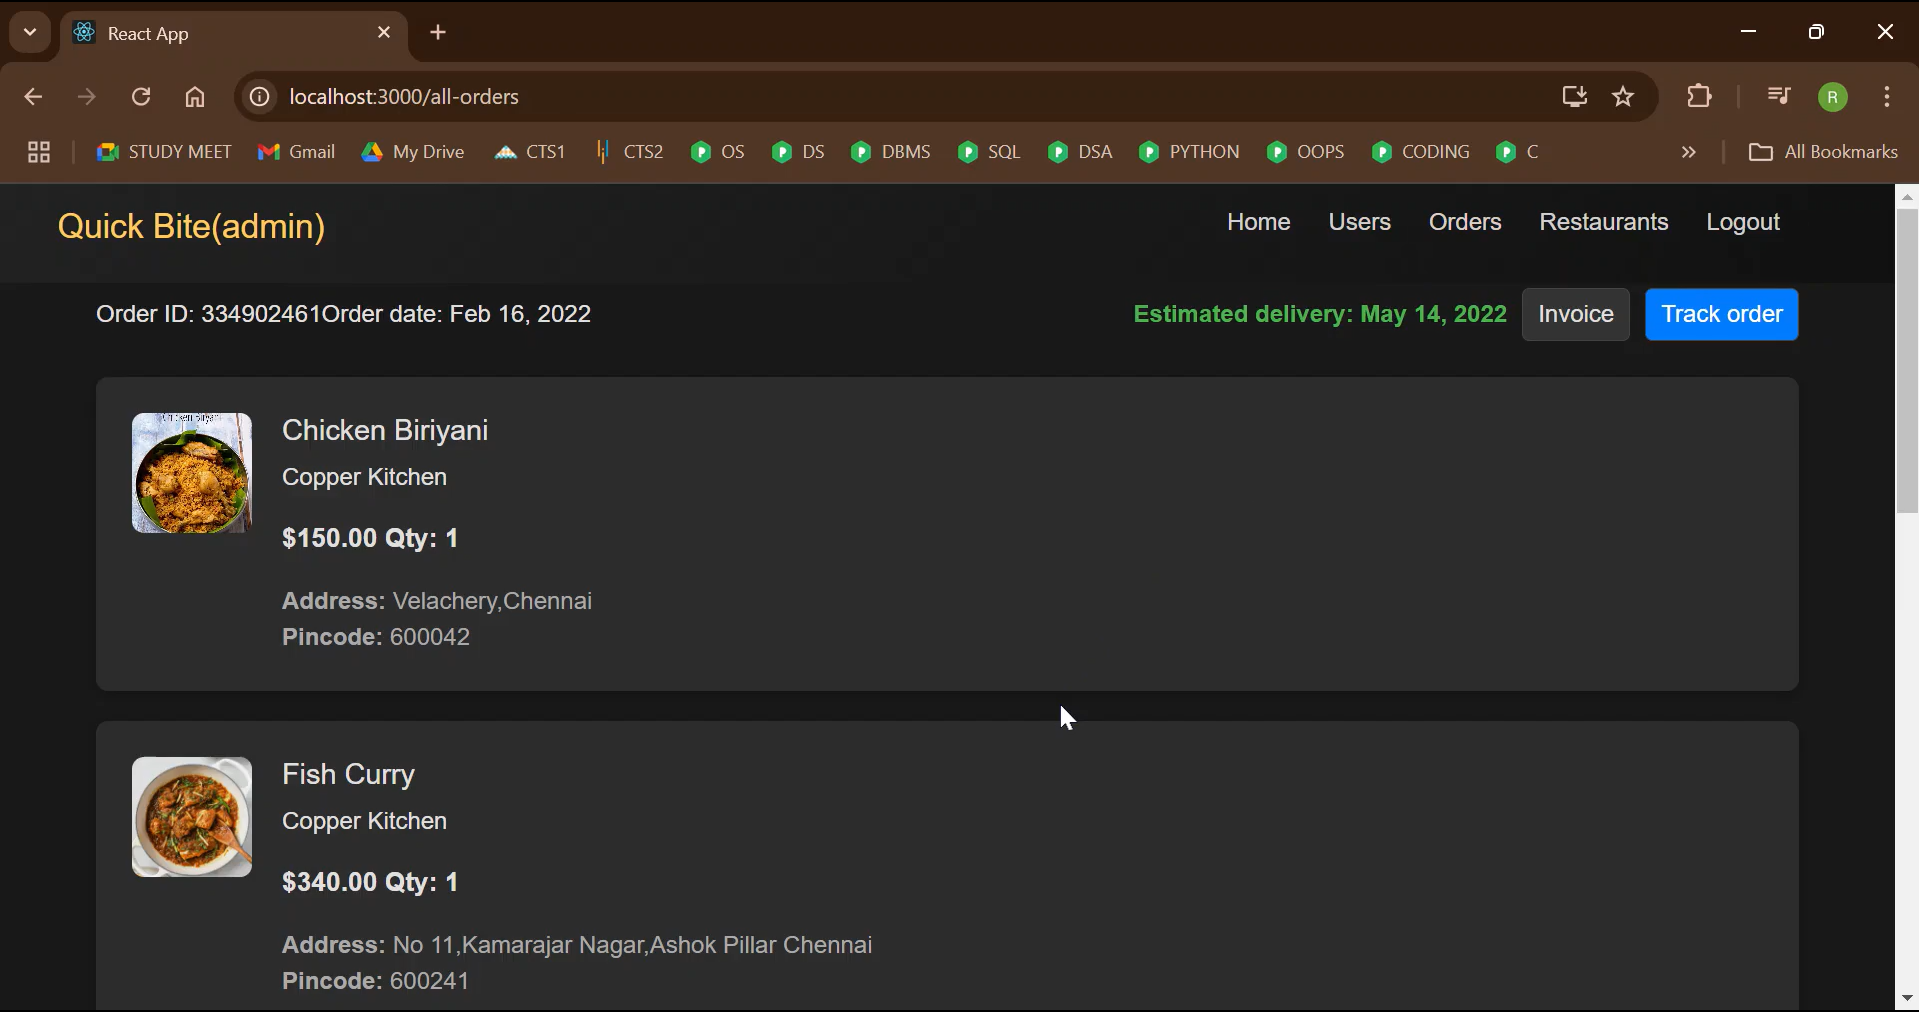 React App
localhost:3000/all-orders
STUDY MEET Gmail My Drive CTS1 CTS2 OS DS DBMS SQL DSA PYTHON OOPS CODING C » All Bookmarks
R
Quick Bite(admin)
Home Users Orders Restaurants Logout
Order ID: 334902461Order date: Feb 16, 2022
Estimated delivery: May 14, 2022 Invoice Track order
Chicken Biriyani
Copper Kitchen
$150.00 Qty: 1
Address: Velachery,Chennai
Pincode: 600042
Fish Curry
Copper Kitchen
$340.00 Qty: 1
Address: No 11,Kamarajar Nagar,Ashok Pillar Chennai
Pincode: 600241